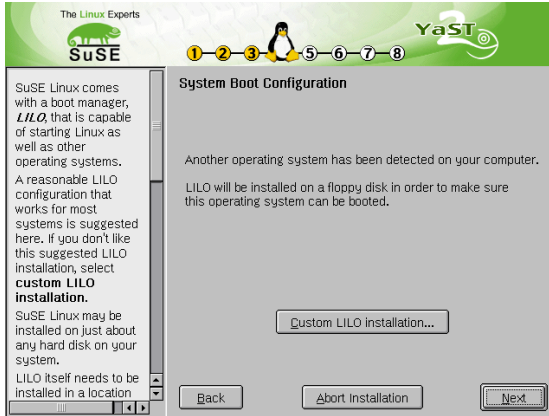 The Linux Experts
SuSE
1-2-3-5-6-7-8
YaST2
SuSE Linux comes
with a boot manager,
LILO, that is capable
of starting Linux as
well as other
operating systems.
A reasonable LILO
configuration that
works for most
systems is suggested
here. If you don't like
this suggested LILO
installation, select
custom LILO
installation.
SuSE Linux may be
installed on just about
any hard disk on your
system.
LILO itself needs to be
installed in a location
System Boot Configuration
Another operating system has been detected on your computer.
LILO will be installed on a floppy disk in order to make sure
this operating system can be booted.
Custom LILO installation...
Back
Abort Installation
Next